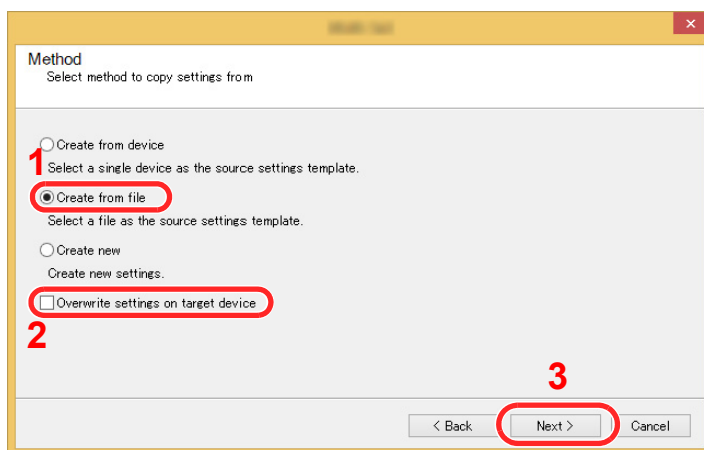 Method
Select method to copy settings from
Create from device
1
Select a single device as the source settings template.
Create from file
Select a file as the source settings template.
Create new
Create new settings.
Overwrite settings on target device
2
3
< Back Next > Cancel